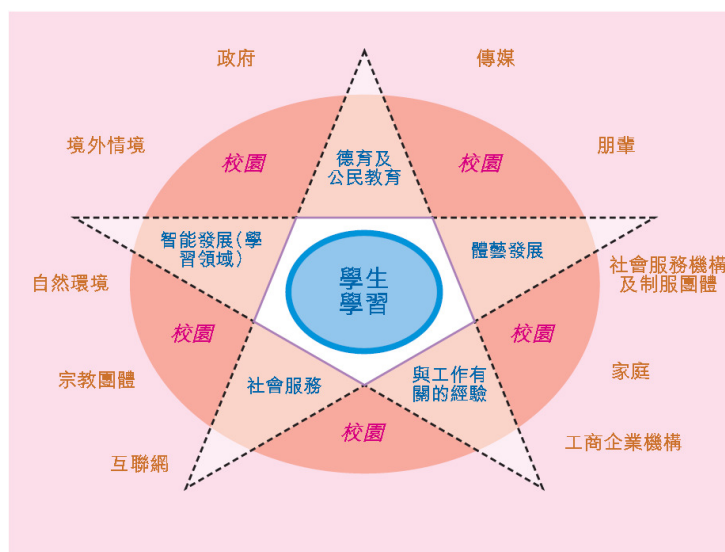 政府
傳媒
境外情境
朋輩
校園
德育及
公民教育
校園
智能發展(學
習領域)
體藝發展
自然環境
學生
學習
社會服務機構
及制服團體
校園
校園
宗教團體
社會服務
與工作有
關的經驗
家庭
校園
互聯網
工商企業機構